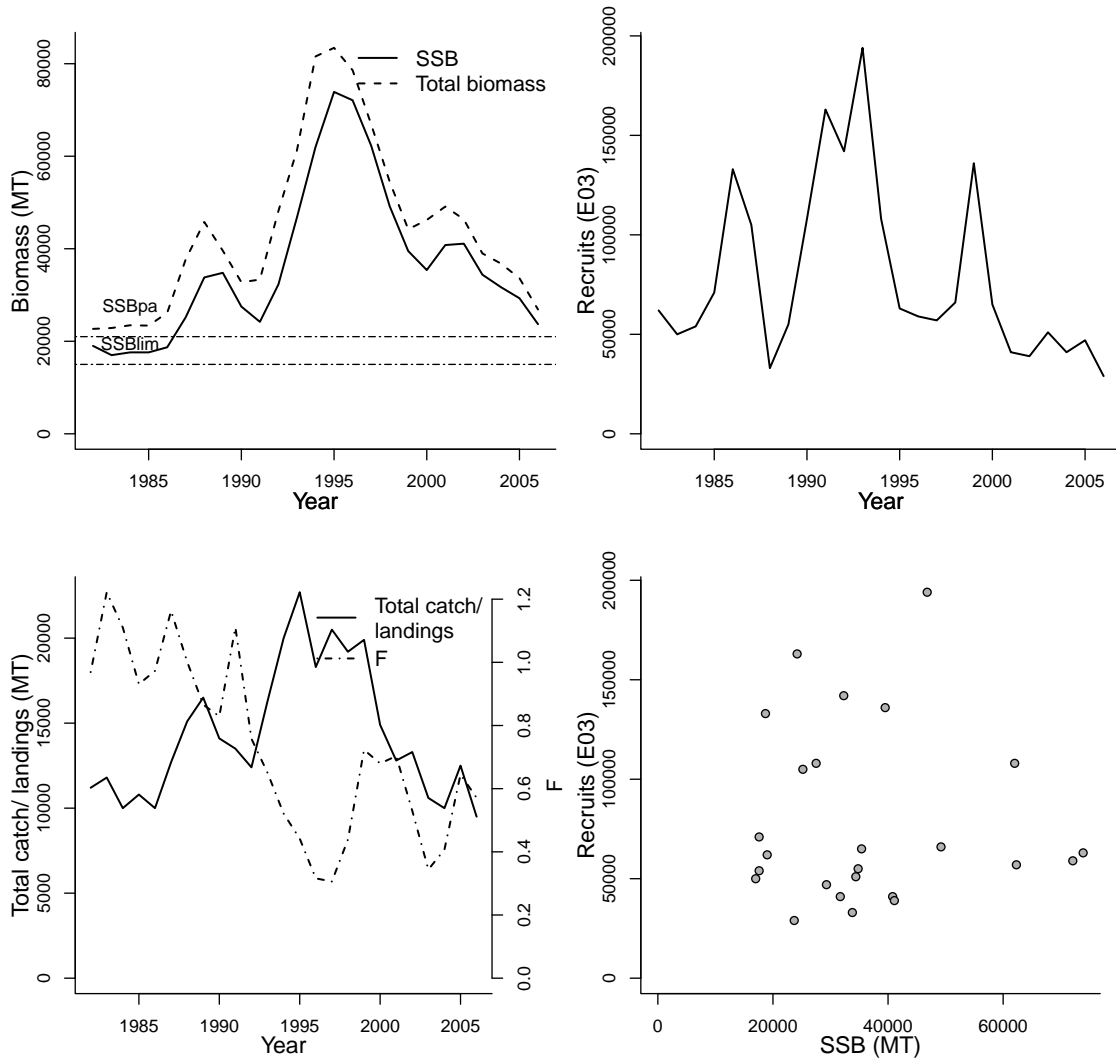 SSB
Total biomass
80000
60000
40000
20000
0
Biomass (MT)
SSBpa
SSBlim
1985 1990 1995 2000 2005
Year
200000
150000
100000
50000
0
Recruits (E03)
1985 1990 1995 2000 2005
Year
Total catch/
landings
F
20000
15000
10000
5000
0
Total catch/ landings (MT)
1.2
1.0
0.8
0.6
0.4
0.2
0.0
F
1985 1990 1995 2000 2005
Year
200000
150000
100000
50000
0
Recruits (E03)
0 20000 40000 60000
SSB (MT)